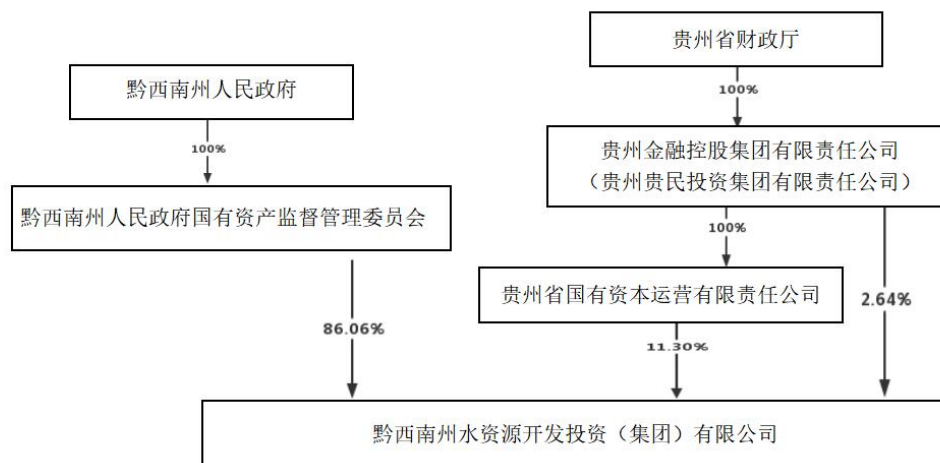 贵州省财政厅
黔西南州人民政府
100%
100%
贵州金融控股集团有限责任公司
（贵州贵民投资集团有限责任公司）
黔西南州人民政府国有资产监督管理委员会
100%
贵州省国有资本运营有限责任公司
2.64%
86.06%
11.30%
黔西南州水资源开发投资（集团）有限公司